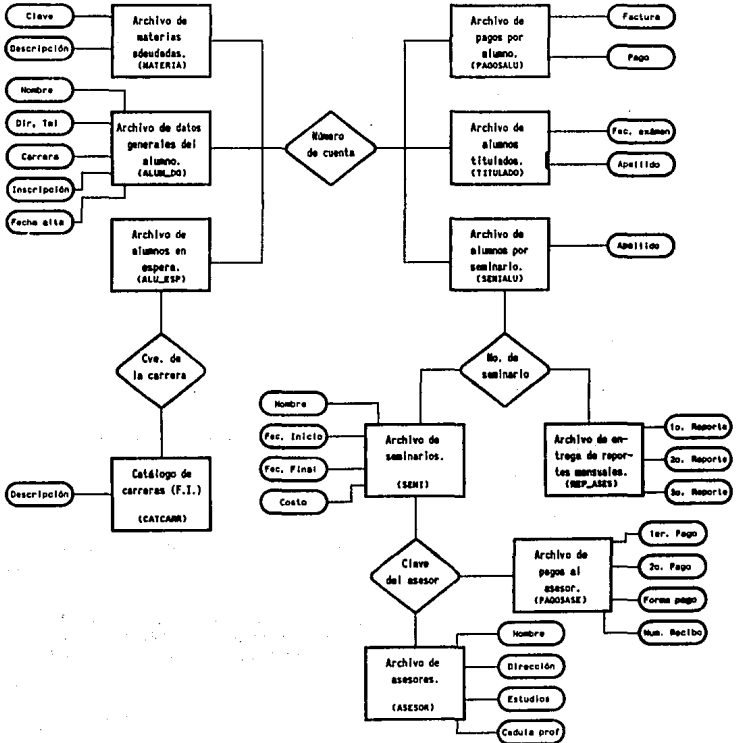 Clave
Descripción
Archivo de
materias
adeudadas.
(MATERIA)
Nombre
Dir, Tel
Carrera
Inscripción
Fecha alta
Archivo de datos
generales del
alumno.
(ALUM_DG)
Archivo de
alumnos en
espera.
(ALU_ESP)
Cve. de
la carrera
Descripción
Catálogo de
carreras (F.I.)
(CATCARR)
Número
de cuenta
Archivo de
pagos por
alumno.
(PAGOSALU)
Factura
Pago
Archivo de
alumnos
titulados.
(TITULADO)
Fec. exámen
Apellido
Archivo de
alumnos por
seminario.
(SEMIALU)
Apellido
No. de
seminario
Nombre
Fec. Inicio
Fec. Final
Costo
Archivo de
seminarios.
(SEMI)
Archivo de en-
trega de repor-
tes mensuales.
(REP_ASES)
1o. Reporte
2o. Reporte
3o. Reporte
Clave
del asesor
Archivo de
pagos al
asesor.
(PAGOSASE)
1er. Pago
2o. Pago
Forma pago
Num. Recibo
Archivo de
asesores.
(ASESOR)
Nombre
Dirección
Estudios
Cedula prof